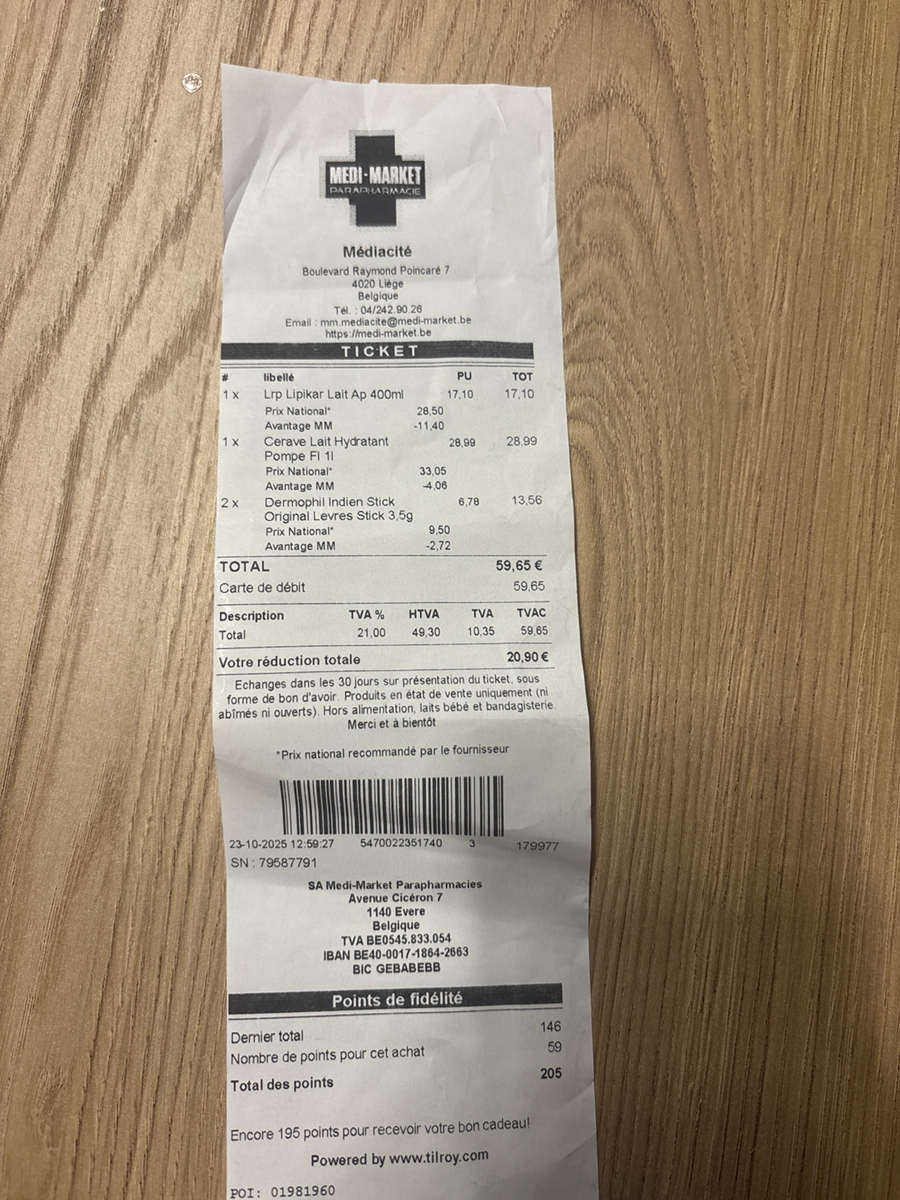 MEDI-MARKET
PARAPHARMACIE
Médiacité
Boulevard Raymond Poincaré 7
4020 Liège
Belgique
Tél. : 04/242.90.26
Email : mm.mediacite@medi-market.be
https://medi-market.be
TICKET
# libellé PU TOT
1 x Lrp Lipikar Lait Ap 400ml 17,10 17,10
Prix National* 28,50
Avantage MM -11,40
1 x Cerave Lait Hydratant 28,99 28,99
Pompe Fl 1l
Prix National* 33,05
Avantage MM -4,06
2 x Dermophil Indien Stick 6,78 13,56
Original Levres Stick 3,5g
Prix National* 9,50
Avantage MM -2,72
TOTAL 59,65 €
Carte de débit 59,65
Description TVA % HTVA TVA TVAC
Total 21,00 49,30 10,35 59,65
Votre réduction totale 20,90 €
Echanges dans les 30 jours sur présentation du ticket, sous
forme de bon d'avoir. Produits en état de vente uniquement (ni
abîmés ni ouverts). Hors alimentation, laits bébé et bandagisterie.
Merci et à bientôt
*Prix national recommandé par le fournisseur
23-10-2025 12:59:27 5470022351740 3 179977
SN : 79587791
SA Medi-Market Parapharmacies
Avenue Cicéron 7
1140 Evere
Belgique
TVA BE0545.833.054
IBAN BE40-0017-1864-2663
BIC GEBABEBB
Points de fidélité
Dernier total 146
Nombre de points pour cet achat 59
Total des points 205
Encore 195 points pour recevoir votre bon cadeau!
Powered by www.tilroy.com
POI: 01981960